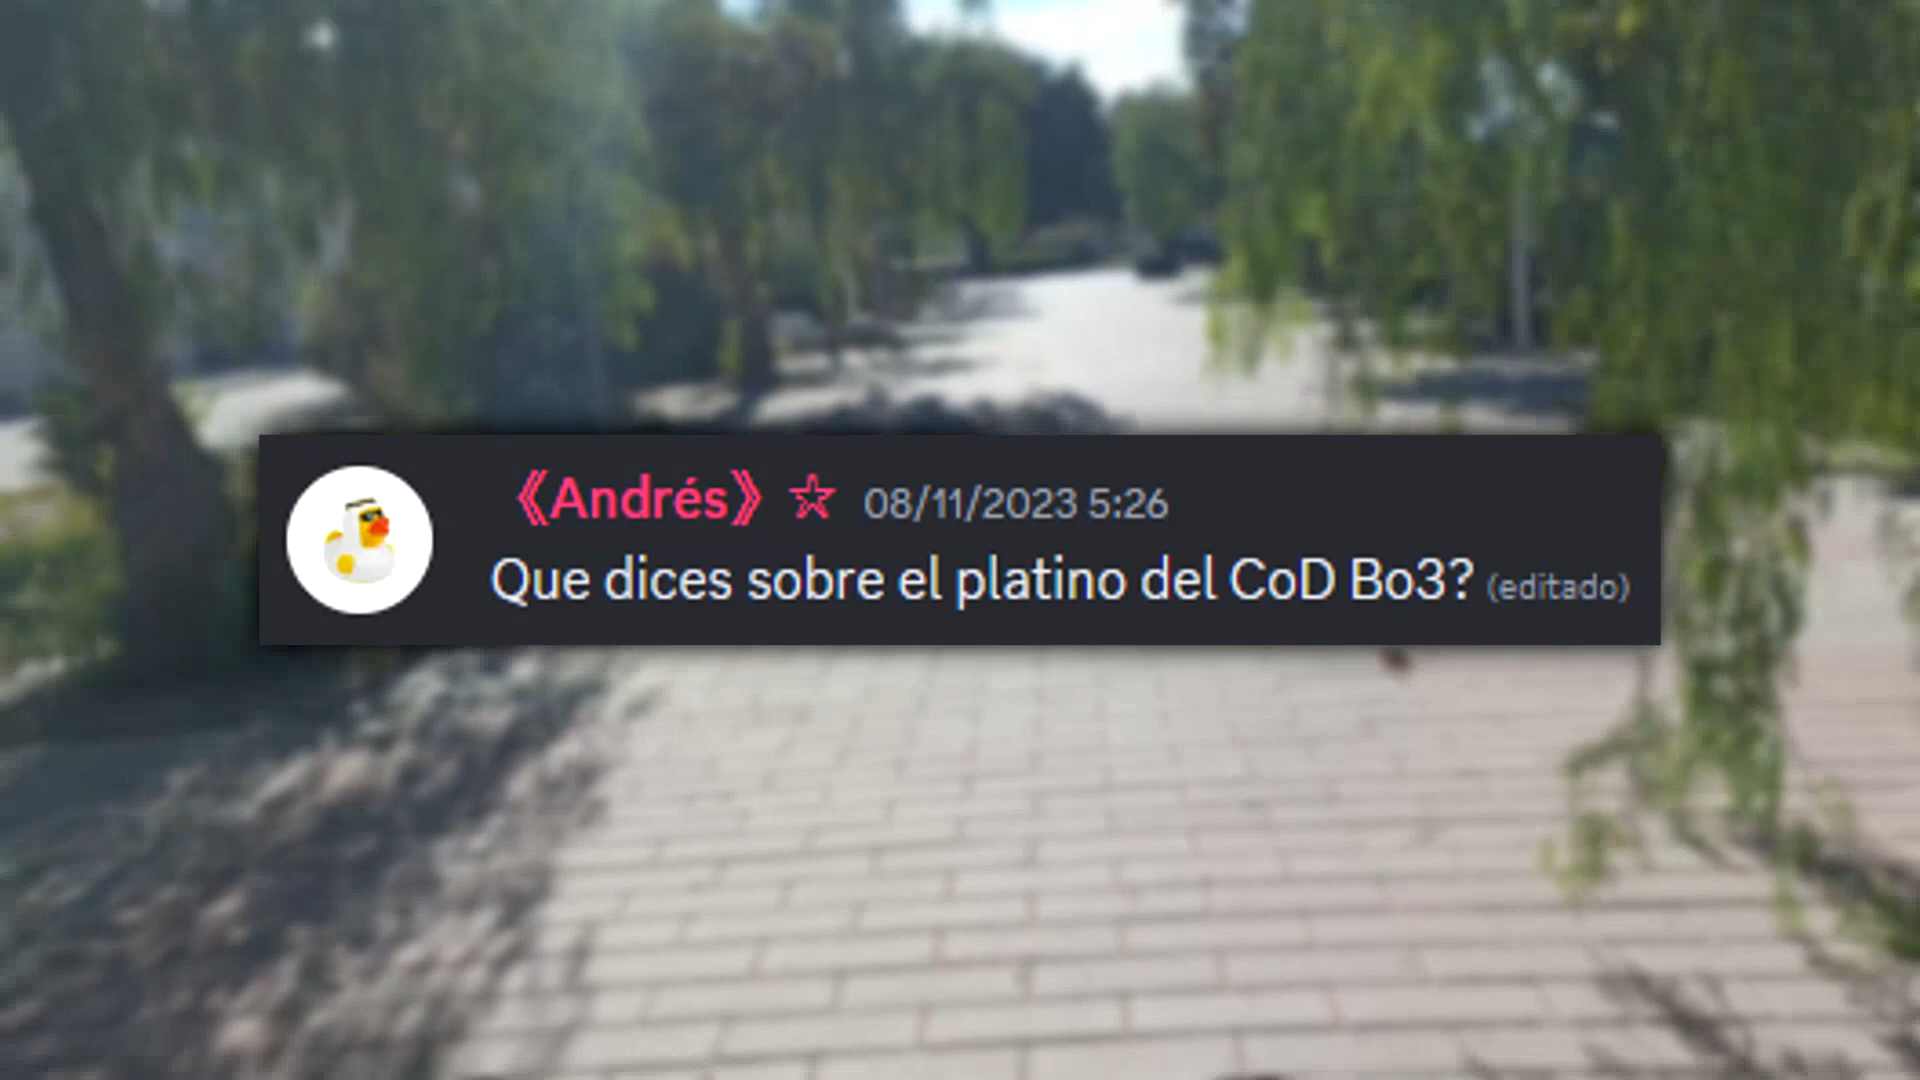 《Andrés》 ☆ 08/11/2023 5:26
Que dices sobre el platino del CoD Bo3? (editado)